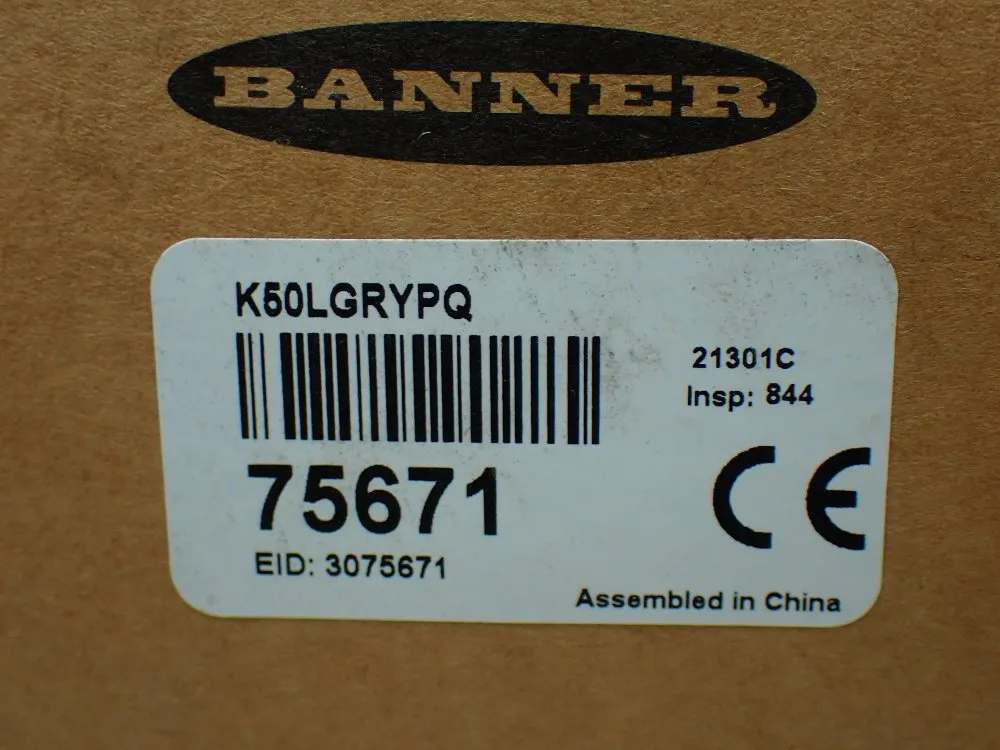 BANNER
K50LGRYPQ
21301C
Insp: 844
75671
EID: 3075671
CE
Assembled in China